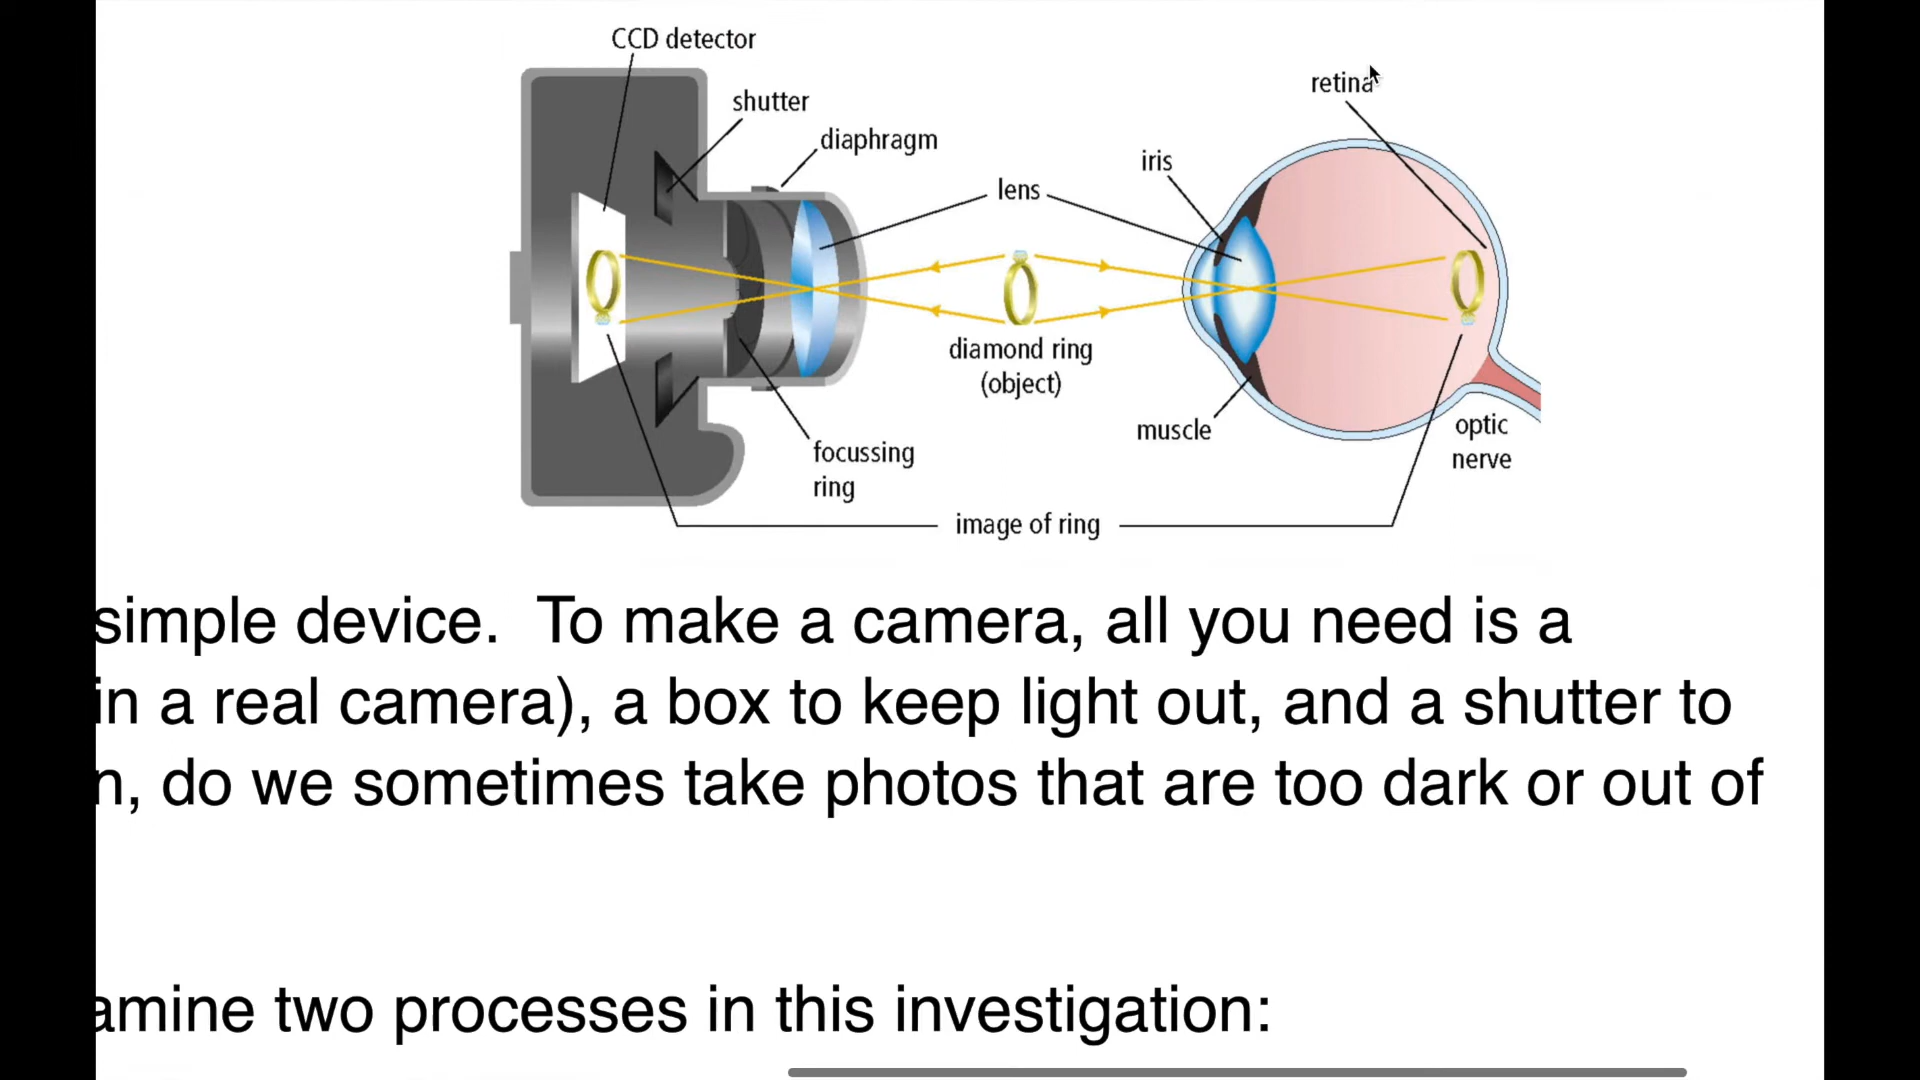 CCD detector
shutter
diaphragm
lens
iris
retina
diamond ring
(object)
muscle
optic
nerve
focussing
ring
image of ring
simple device. To make a camera, all you need is a
in a real camera), a box to keep light out, and a shutter to
n, do we sometimes take photos that are too dark or out of
amine two processes in this investigation: